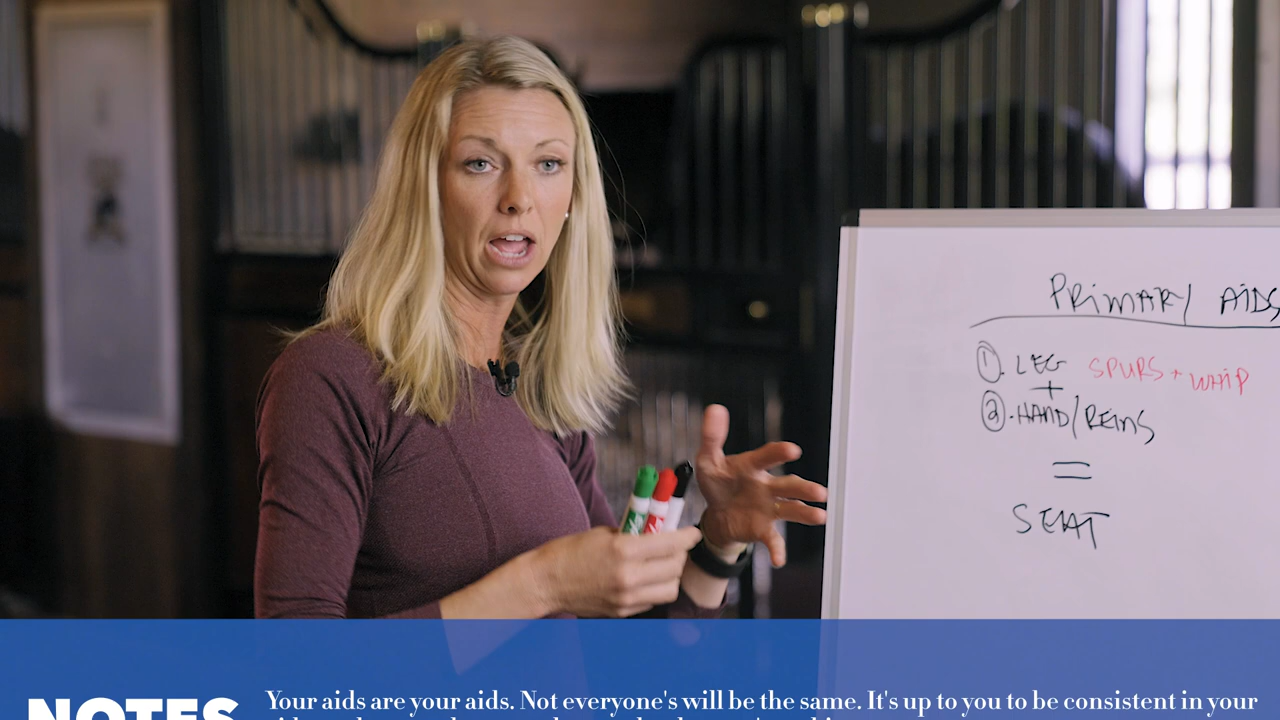 PRIMARY AIDS
①. LEG SPURS + WHIP
+
②. HAND/REINS
=
SEAT
NOTES
Your aids are your aids. Not everyone's will be the same. It's up to you to be consistent in your